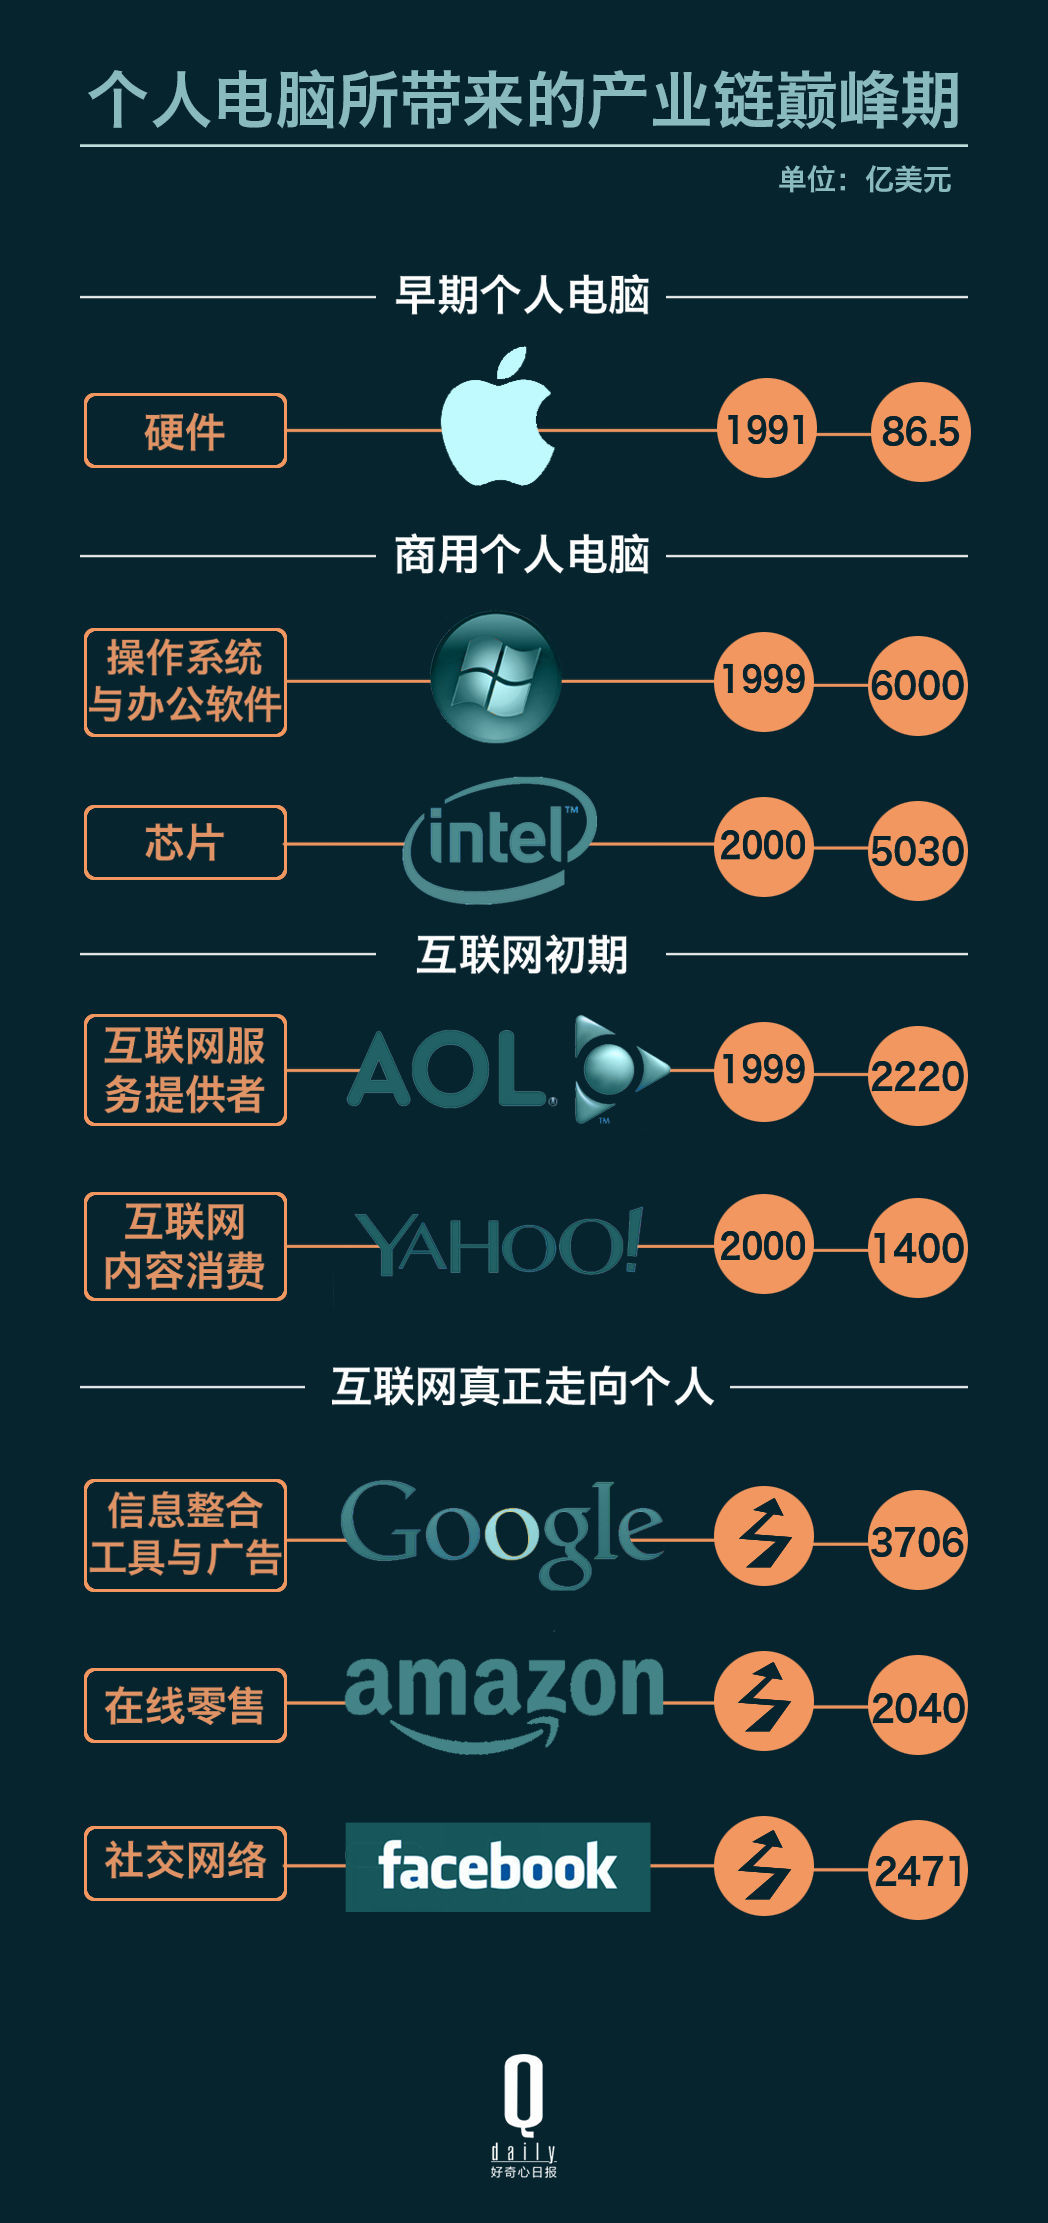 个人电脑所带来的产业链巅峰期
单位：亿美元
早期个人电脑
硬件
1991
86.5
商用个人电脑
操作系统
与办公软件
1999
6000
芯片
intel™
2000
5030
互联网初期
互联网服
务提供者
AOL®
™
1999
2220
互联网
内容消费
YAHOO!
2000
1400
互联网真正走向个人
信息整合
工具与广告
Google
3706
在线零售
amazon
2040
社交网络
facebook
2471
Q
daily
好奇心日报